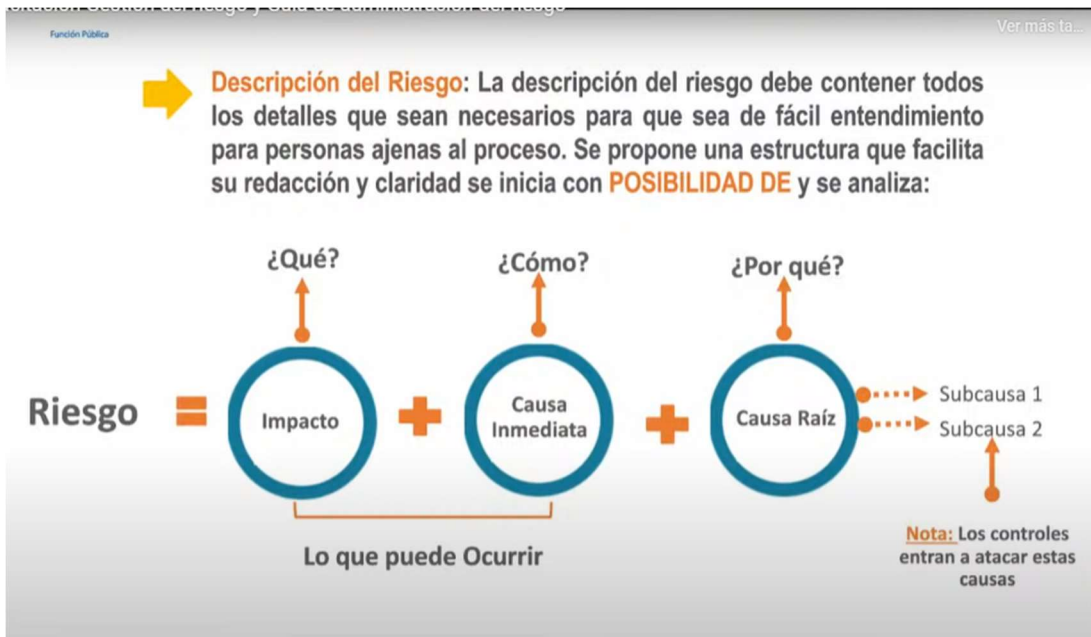 Función Pública
Ver más ta...
Descripción del Riesgo: La descripción del riesgo debe contener todos
los detalles que sean necesarios para que sea de fácil entendimiento
para personas ajenas al proceso. Se propone una estructura que facilita
su redacción y claridad se inicia con POSIBILIDAD DE y se analiza:
¿Qué?
¿Cómo?
¿Por qué?
Riesgo
=
Impacto
+
Causa
Inmediata
+
Causa Raíz
Subcausa 1
Subcausa 2
Lo que puede Ocurrir
Nota: Los controles
entran a atacar estas
causas